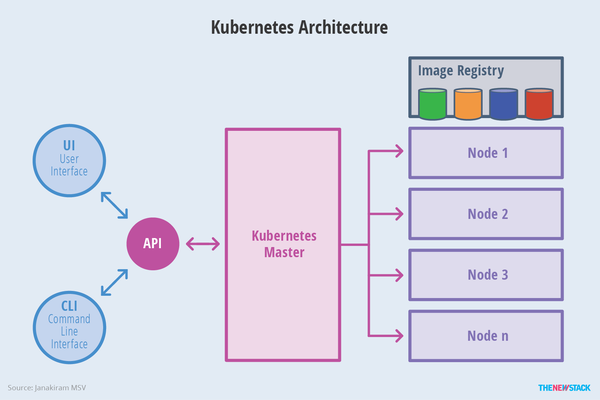 Kubernetes Architecture
Image Registry
UI
User
Interface
API
CLI
Command
Line
Interface
Kubernetes
Master
Node 1
Node 2
Node 3
Node n
Source: Janakiram MSV
THENEWSTACK